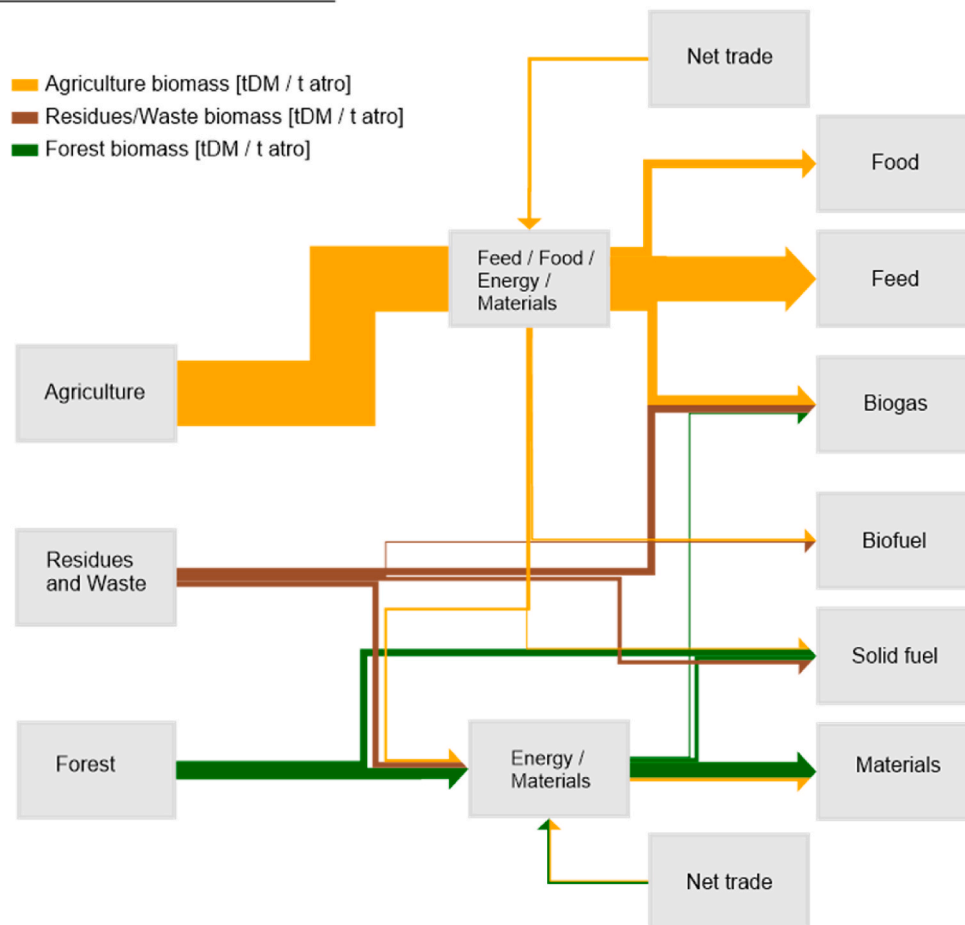 Net trade
Agriculture biomass [tDM / t atro]
Residues/Waste biomass [tDM / t atro]
Forest biomass [tDM / t atro]
Food
Feed / Food /
Energy /
Materials
Feed
Agriculture
Biogas
Biofuel
Residues
and Waste
Solid fuel
Forest
Energy /
Materials
Materials
Net trade